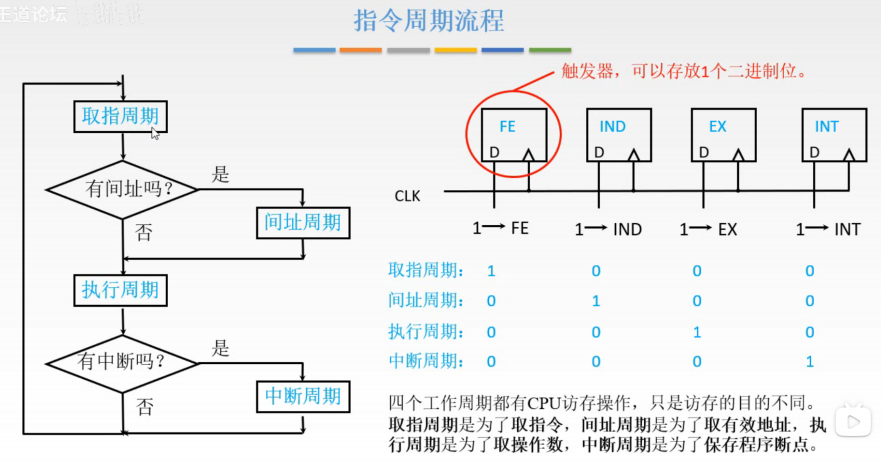 王道论坛
指令周期流程
触发器，可以存放1个二进制位。
取指周期
有间址吗？
是
否
间址周期
执行周期
有中断吗？
是
否
中断周期
FE IND EX INT
D D D D
CLK
1→ FE 1→ IND 1→ EX 1→ INT
取指周期： 1 0 0 0
间址周期： 0 1 0 0
执行周期： 0 0 1 0
中断周期： 0 0 0 1
四个工作周期都有CPU访存操作，只是访存的目的不同。
取指周期是为了取指令，间址周期是为了取有效地址，执
行周期是为了取操作数，中断周期是为了保存程序断点。